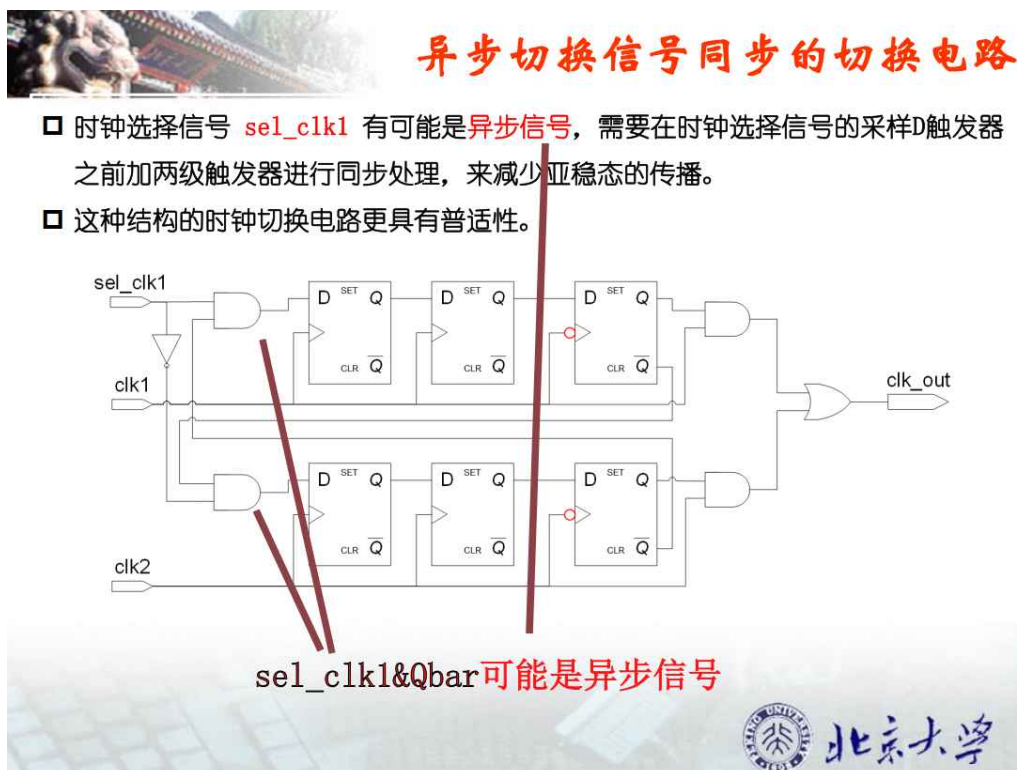 异步切换信号同步的切换电路
时钟选择信号 sel_clk1 有可能是异步信号，需要在时钟选择信号的采样D触发器
之前加两级触发器进行同步处理，来减少亚稳态的传播。
这种结构的时钟切换电路更具有普适性。
sel_clk1
D SET Q D SET Q D SET Q
CLR Q̅ CLR Q̅ CLR Q̅
clk1
clk_out
D SET Q D SET Q D SET Q
CLR Q̅ CLR Q̅ CLR Q̅
clk2
sel_clk1&Qbar可能是异步信号
北京大学